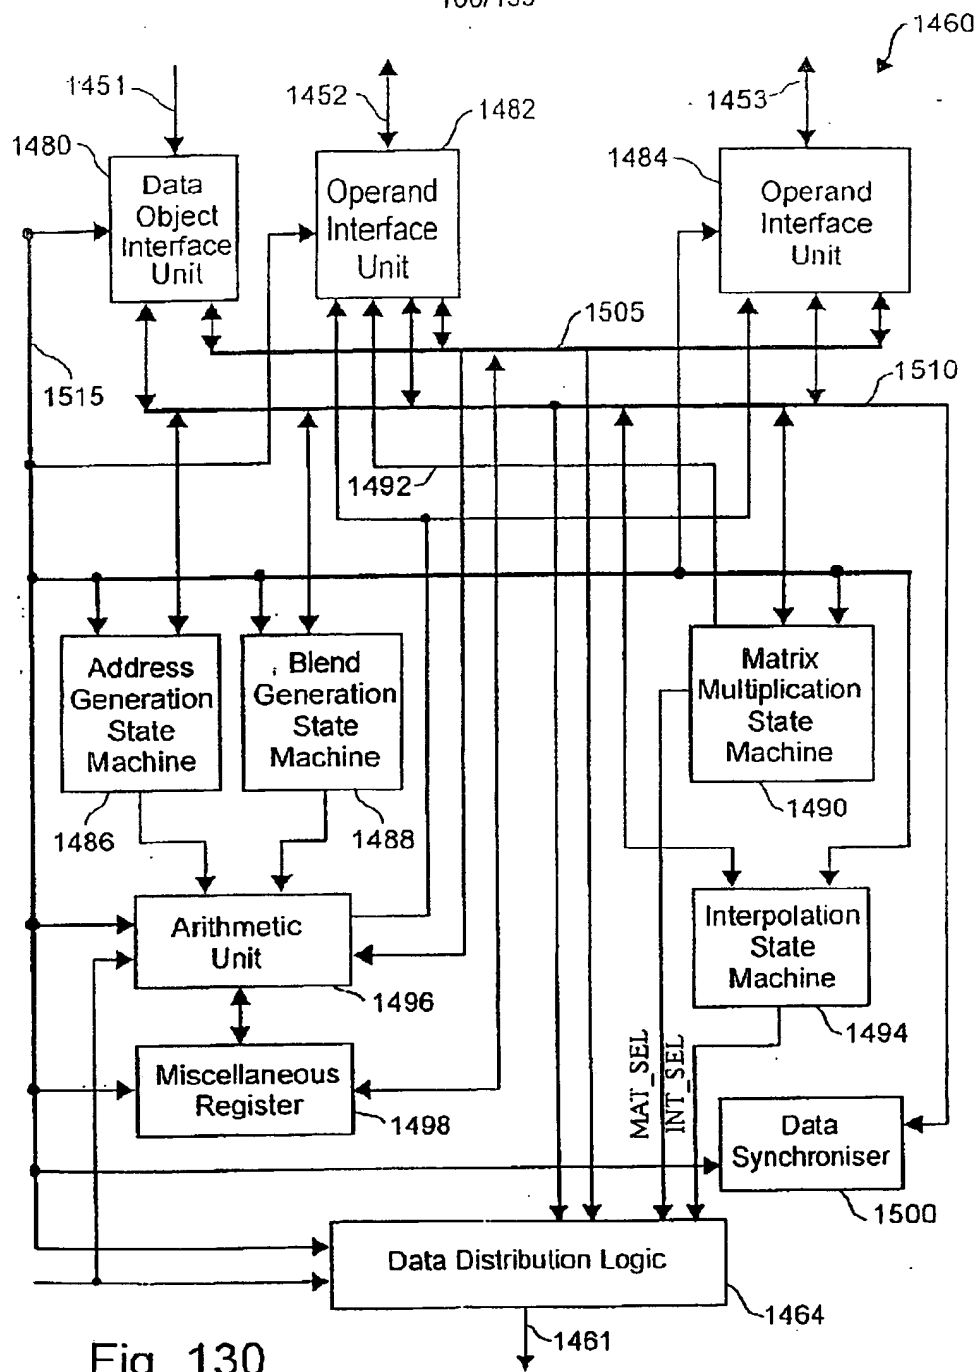 1460
1451
1452
1482
1453
1480
1484
Data
Object
Interface
Unit
Operand
Interface
Unit
Operand
Interface
Unit
1505
1515
1510
1492
Address
Generation
State
Machine
Blend
Generation
State
Machine
Matrix
Multiplication
State
Machine
1486
1488
1490
Arithmetic
Unit
Interpolation
State
Machine
1496
1494
MAT_SEL
INT_SEL
Miscellaneous
Register
1498
Data
Synchroniser
1500
Data Distribution Logic
1464
1461
Fig. 130